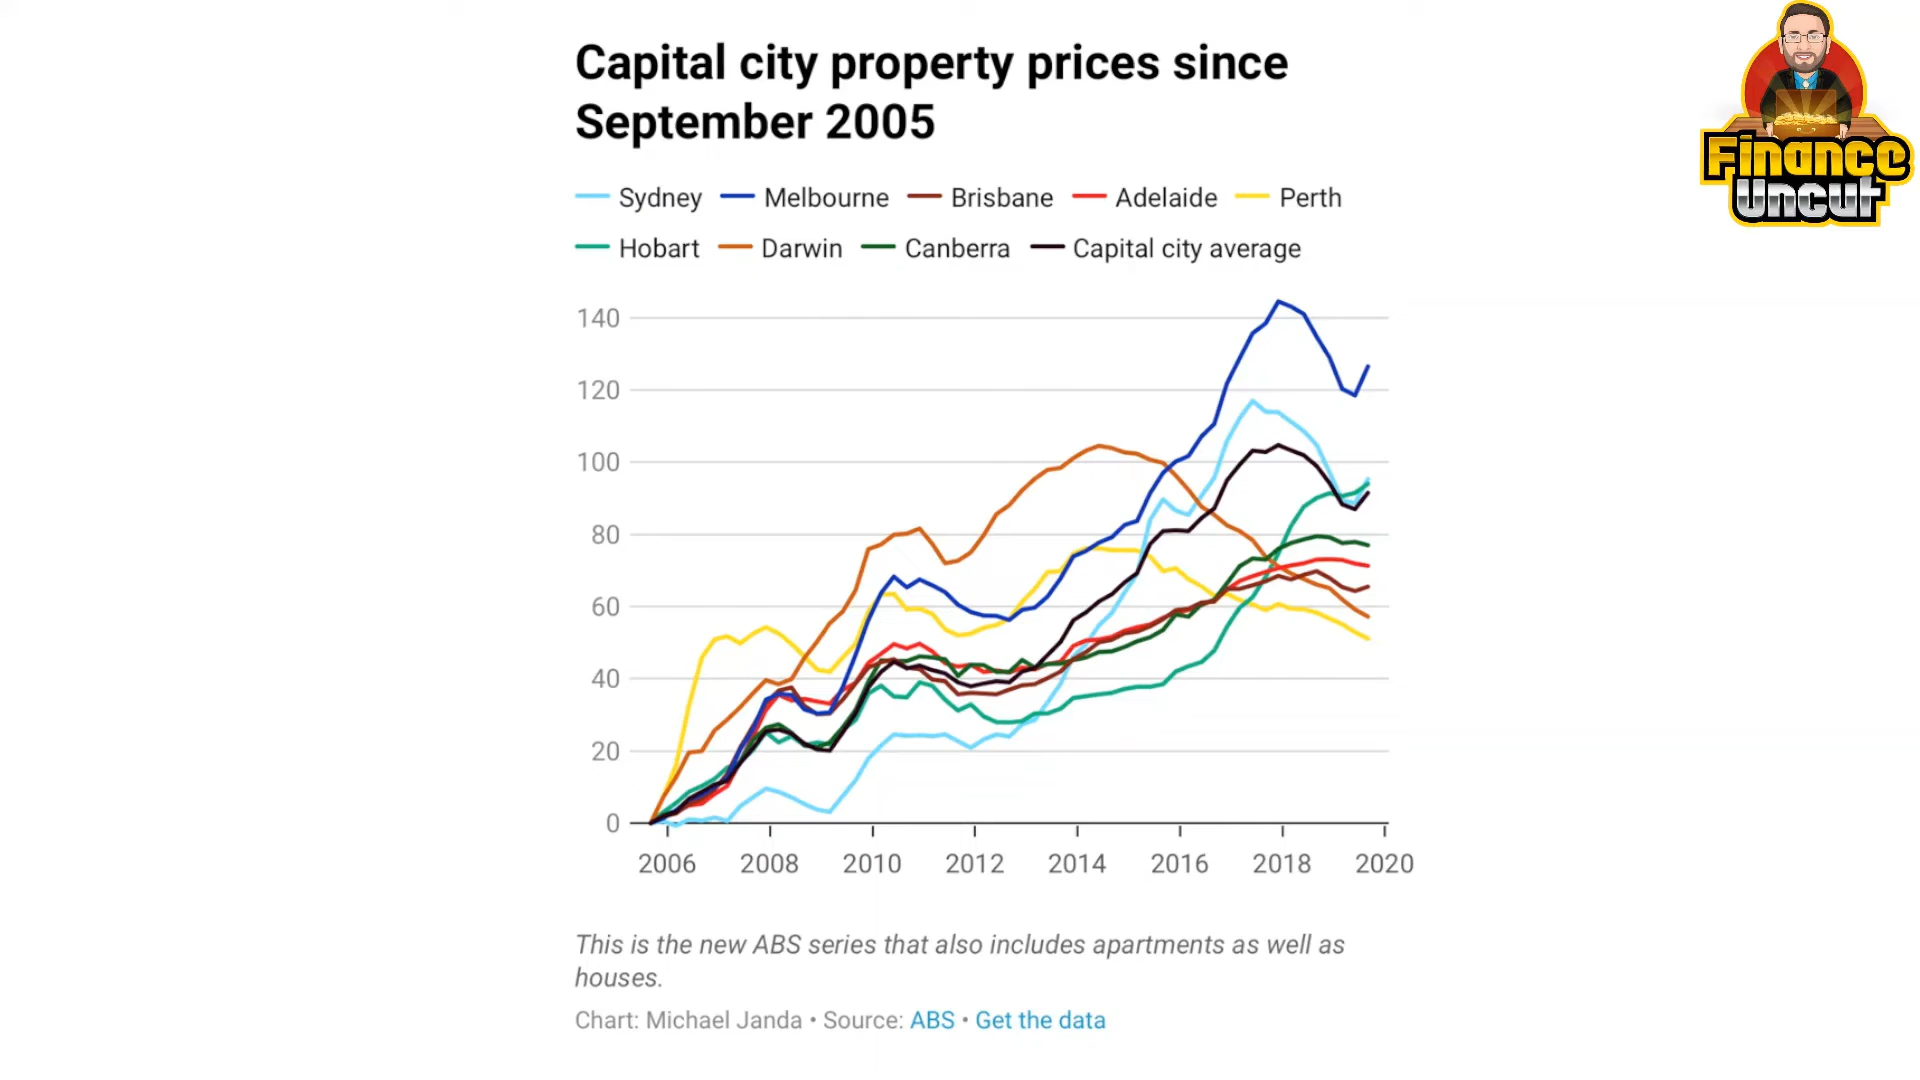 Capital city property prices since
September 2005
Sydney Melbourne Brisbane Adelaide Perth
Hobart Darwin Canberra Capital city average
140
120
100
80
60
40
20
0
2006 2008 2010 2012 2014 2016 2018 2020
This is the new ABS series that also includes apartments as well as
houses.
Chart: Michael Janda • Source: ABS • Get the data
Finance
Uncut